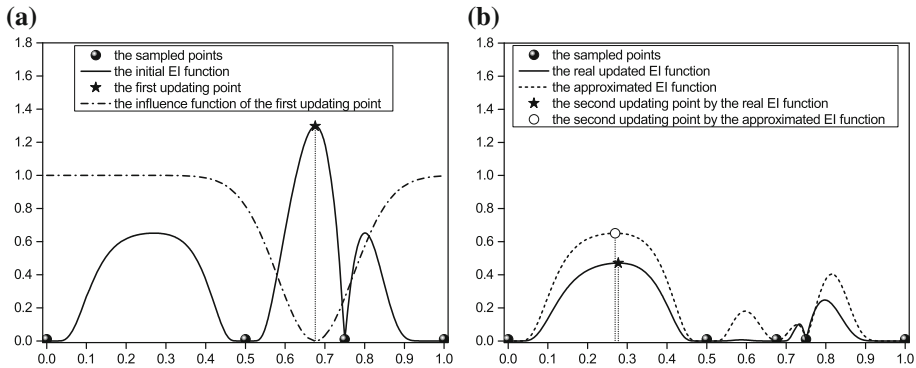 (a)
1.8
1.6
1.4
1.2
1.0
0.8
0.6
0.4
0.2
0.0
the sampled points
the initial EI function
the first updating point
the influence function of the first updating point
0.0 0.1 0.2 0.3 0.4 0.5 0.6 0.7 0.8 0.9 1.0
(b)
1.8
1.6
1.4
1.2
1.0
0.8
0.6
0.4
0.2
0.0
the sampled points
the real updated EI function
the approximated EI function
the second updating point by the real EI function
the second updating point by the approximated EI function
0.0 0.1 0.2 0.3 0.4 0.5 0.6 0.7 0.8 0.9 1.0